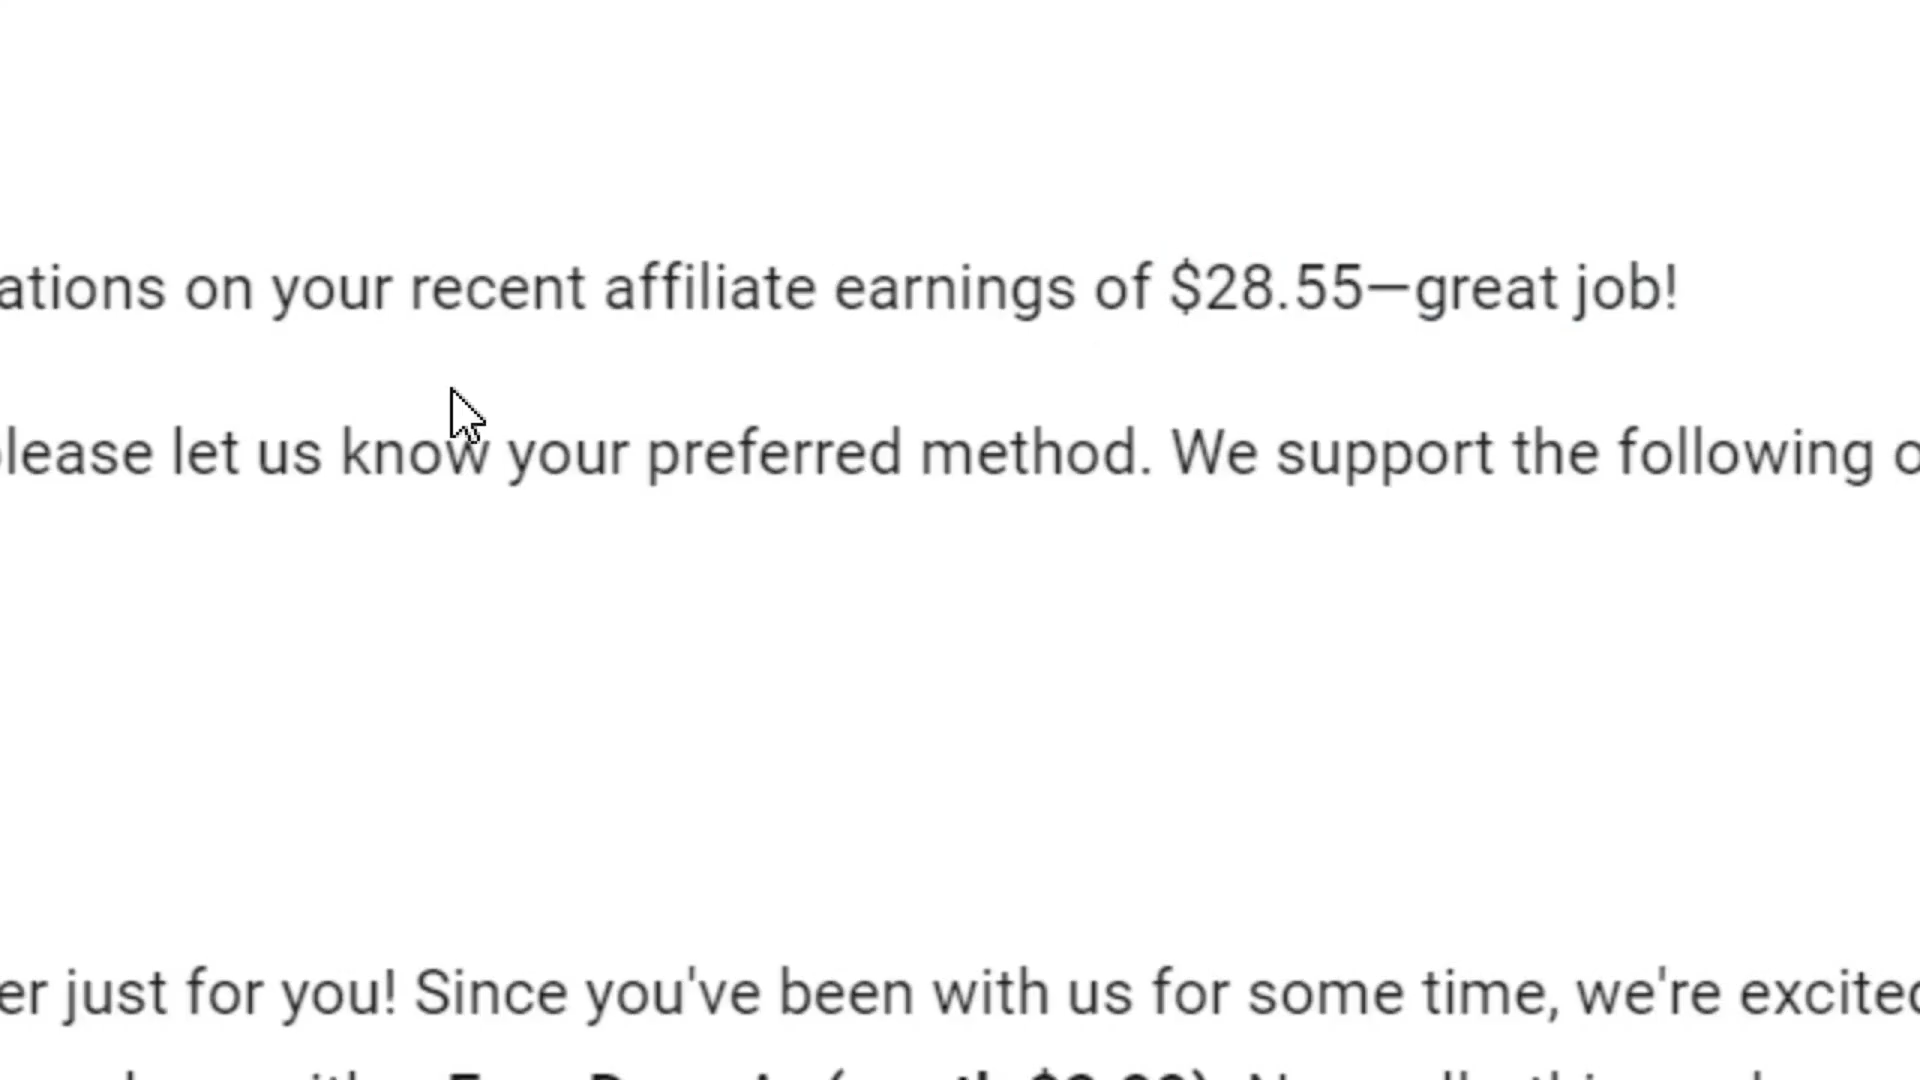 ations on your recent affiliate earnings of $28.55—great job!
lease let us know your preferred method. We support the following
er just for you! Since you've been with us for some time, we're excited